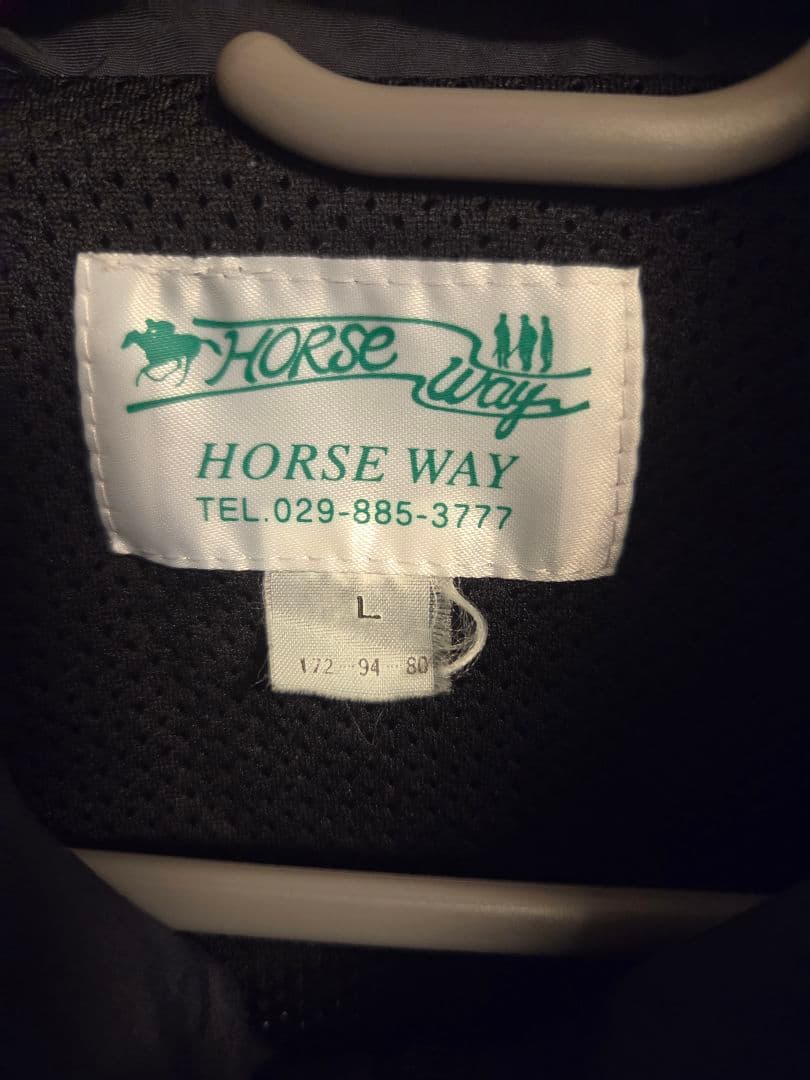 HORSE way
HORSE WAY
TEL.029-885-3777
L
172···94···80